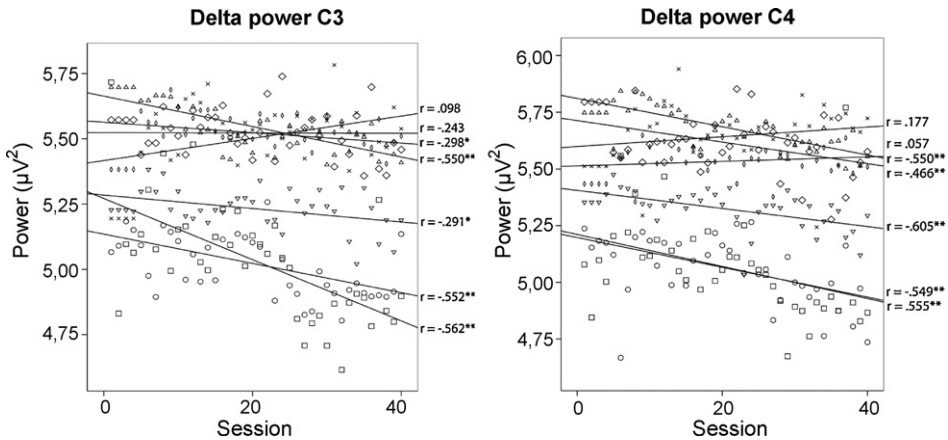 Delta power C3
Power (µV²)
5,75
5,50
5,25
5,00
4,75
0
20
40
Session
r = .098
r = -.243
r = -.298*
r = -.550**
r = -.291*
r = -.552**
r = -.562**
Delta power C4
Power (µV²)
6,00
5,75
5,50
5,25
5,00
4,75
0
20
40
Session
r = .177
r = .057
r = -.550**
r = -.466**
r = -.605**
r = -.549**
r = .555**